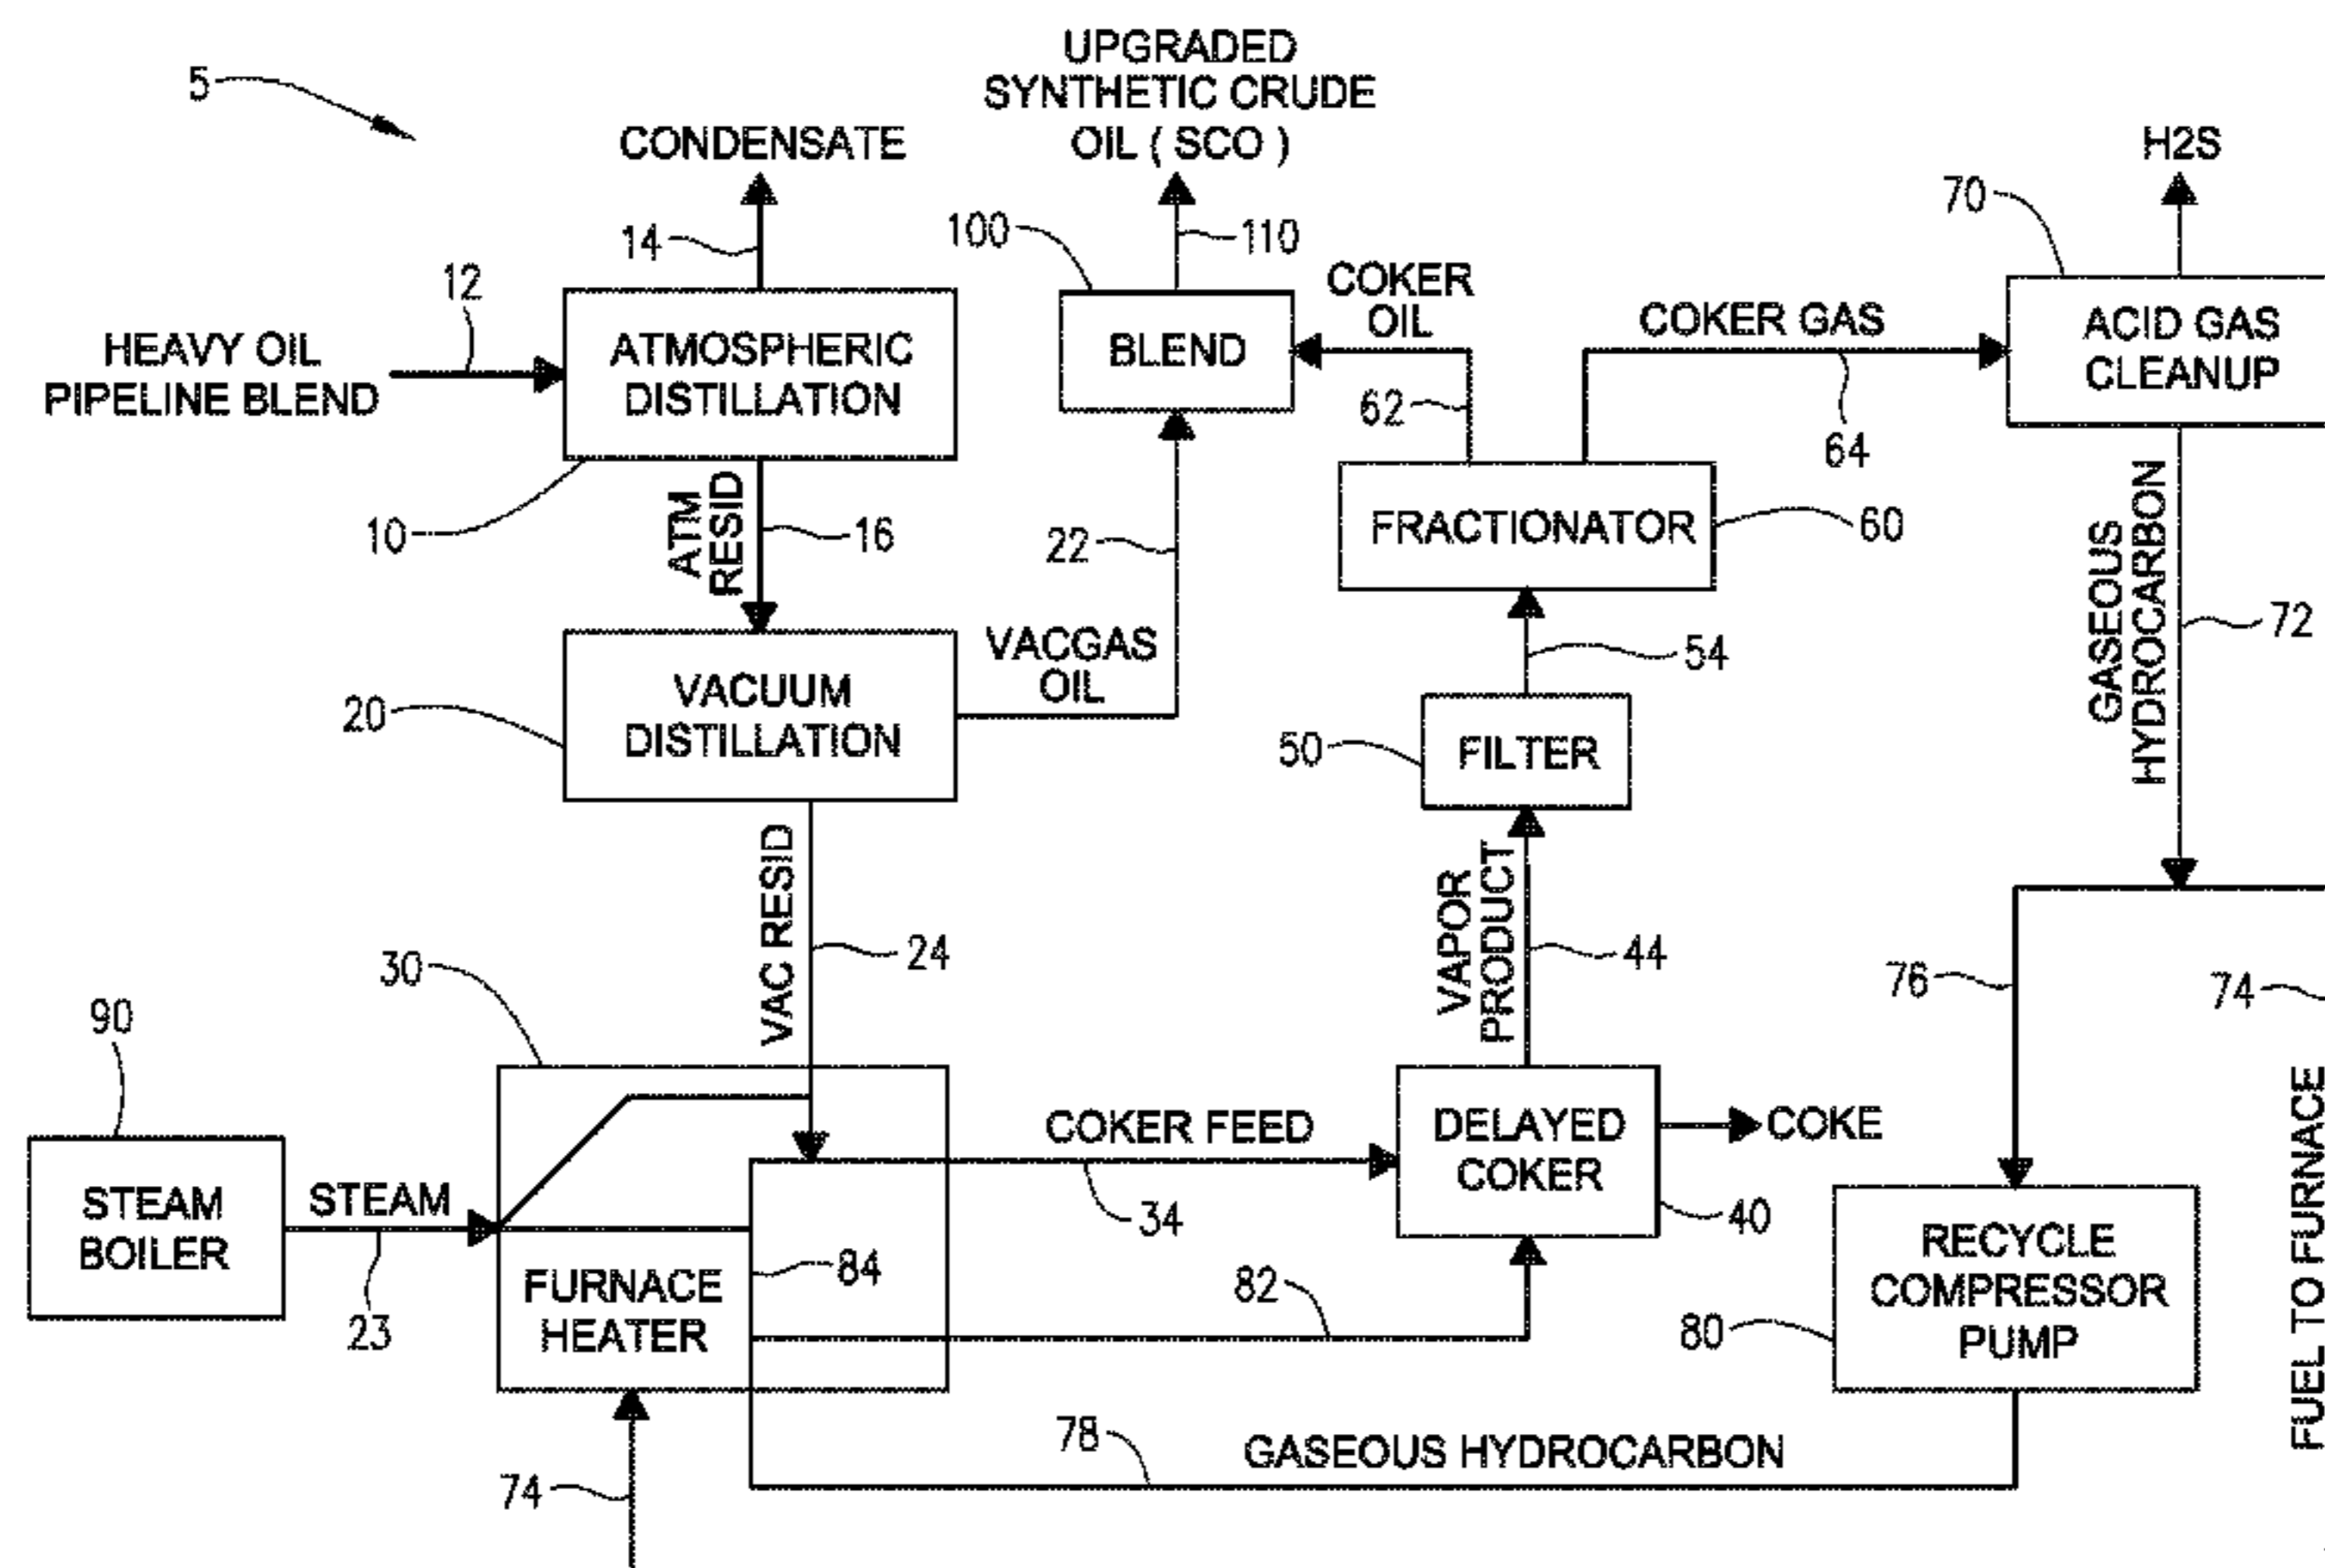 5
UPGRADED
SYNTHETIC CRUDE
OIL ( SCO )
CONDENSATE
H2S
14
100
110
70
12
HEAVY OIL
PIPELINE BLEND
ATMOSPHERIC
DISTILLATION
BLEND
COKER
OIL
COKER GAS
ACID GAS
CLEANUP
62
64
10
ATM
RESID
16
22
FRACTIONATOR
60
GASEOUS
HYDROCARBON
72
VACUUM
DISTILLATION
20
VACGAS
OIL
54
50
FILTER
VAC RESID
24
VAPOR
PRODUCT
44
76
74
30
90
STEAM
BOILER
STEAM
23
FURNACE
HEATER
84
COKER FEED
34
DELAYED
COKER
COKE
40
82
RECYCLE
COMPRESSOR
PUMP
80
FUEL TO FURNACE
74
78
GASEOUS HYDROCARBON